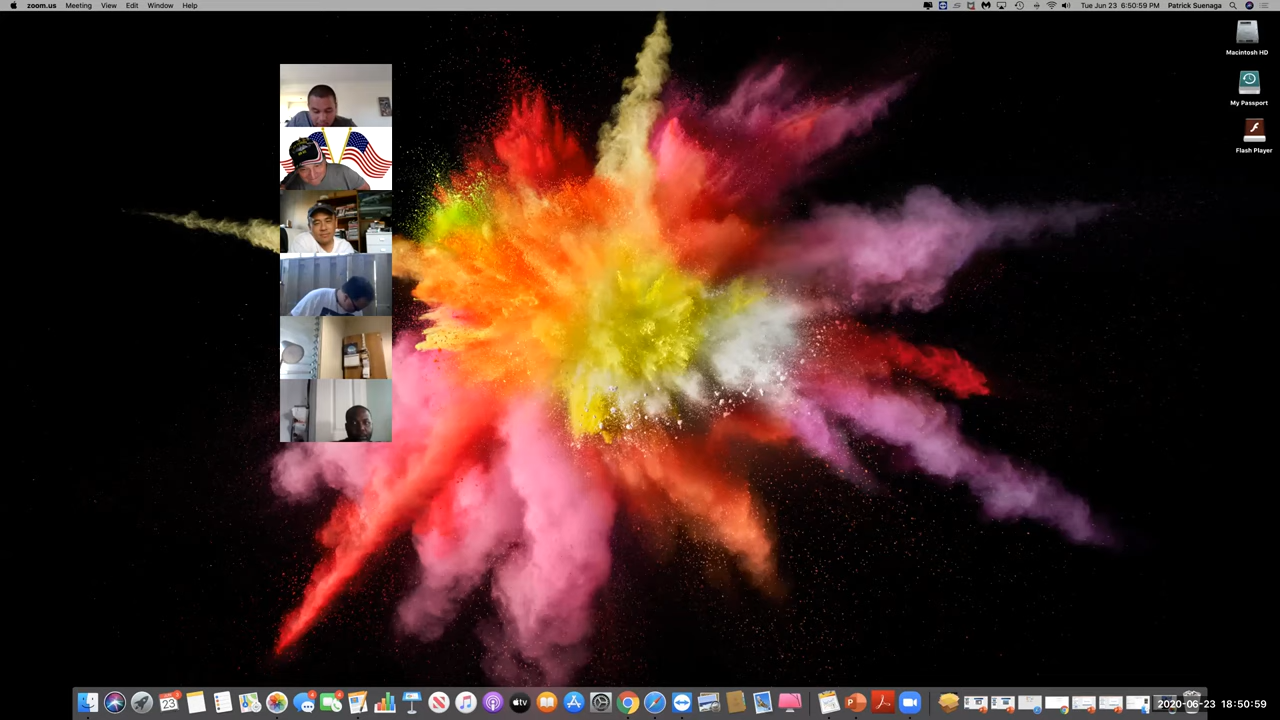 zoom.us Meeting View Edit Window Help
Tue Jun 23 6:50:59 PM Patrick Suenaga
Macintosh HD
My Passport
Flash Player
tv
2020-06-23 18:50:59